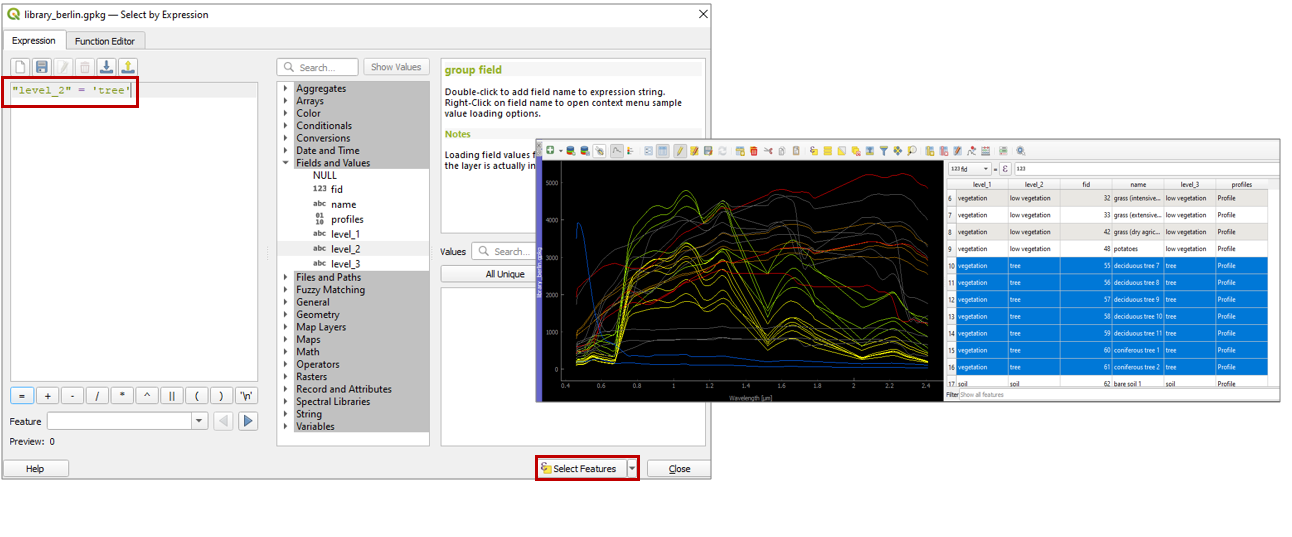 library_berlin.gpkg — Select by Expression
Expression
Function Editor
"level_2" = 'tree'
Search...
Show Values
Aggregates
Arrays
Color
Conditionals
Conversions
Date and Time
Fields and Values
NULL
123 fid
abc name
01 10 profiles
abc level_1
abc level_2
abc level_3
Files and Paths
Fuzzy Matching
General
Geometry
Map Layers
Maps
Math
Operators
Rasters
Record and Attributes
Spectral Libraries
String
Variables
group field
Double-click to add field name to expression string.
Right-Click on field name to open context menu sample
value loading options.
Notes
Loading field values f
the layer is actually in
Values
Search...
All Unique
= + - / * ^ || ( ) '\n'
Feature
Preview: 0
Help
Select Features
Close
library_berlin.gpkg
5000
4000
3000
2000
1000
0
0.4 0.6 0.8 1 1.2 1.4 1.6 1.8 2 2.2 2.4
Wavelength [µm]
123 fid = ε 123
level_1 level_2 fid name level_3 profiles
6 vegetation low vegetation 32 grass (intensive... low vegetation Profile
7 vegetation low vegetation 33 grass (extensive... low vegetation Profile
8 vegetation low vegetation 42 grass (dry agric... low vegetation Profile
9 vegetation low vegetation 48 potatoes low vegetation Profile
10 vegetation tree 55 deciduous tree 7 tree Profile
11 vegetation tree 56 deciduous tree 8 tree Profile
12 vegetation tree 57 deciduous tree 9 tree Profile
13 vegetation tree 58 deciduous tree 10 tree Profile
14 vegetation tree 59 deciduous tree 11 tree Profile
15 vegetation tree 60 coniferous tree 1 tree Profile
16 vegetation tree 61 coniferous tree 2 tree Profile
17 soil soil 62 bare soil 1 soil Profile
Filter Show all features